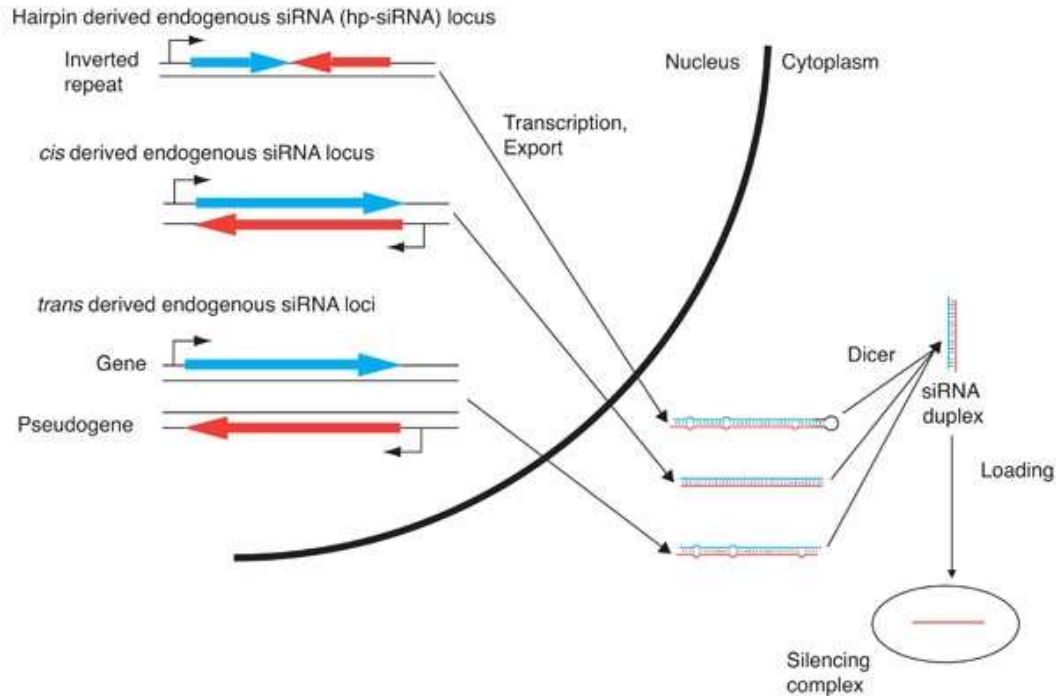 Hairpin derived endogenous siRNA (hp-siRNA) locus
Inverted
repeat
Nucleus
Cytoplasm
Transcription,
Export
cis derived endogenous siRNA locus
trans derived endogenous siRNA loci
Gene
Pseudogene
Dicer
siRNA
duplex
Loading
Silencing
complex